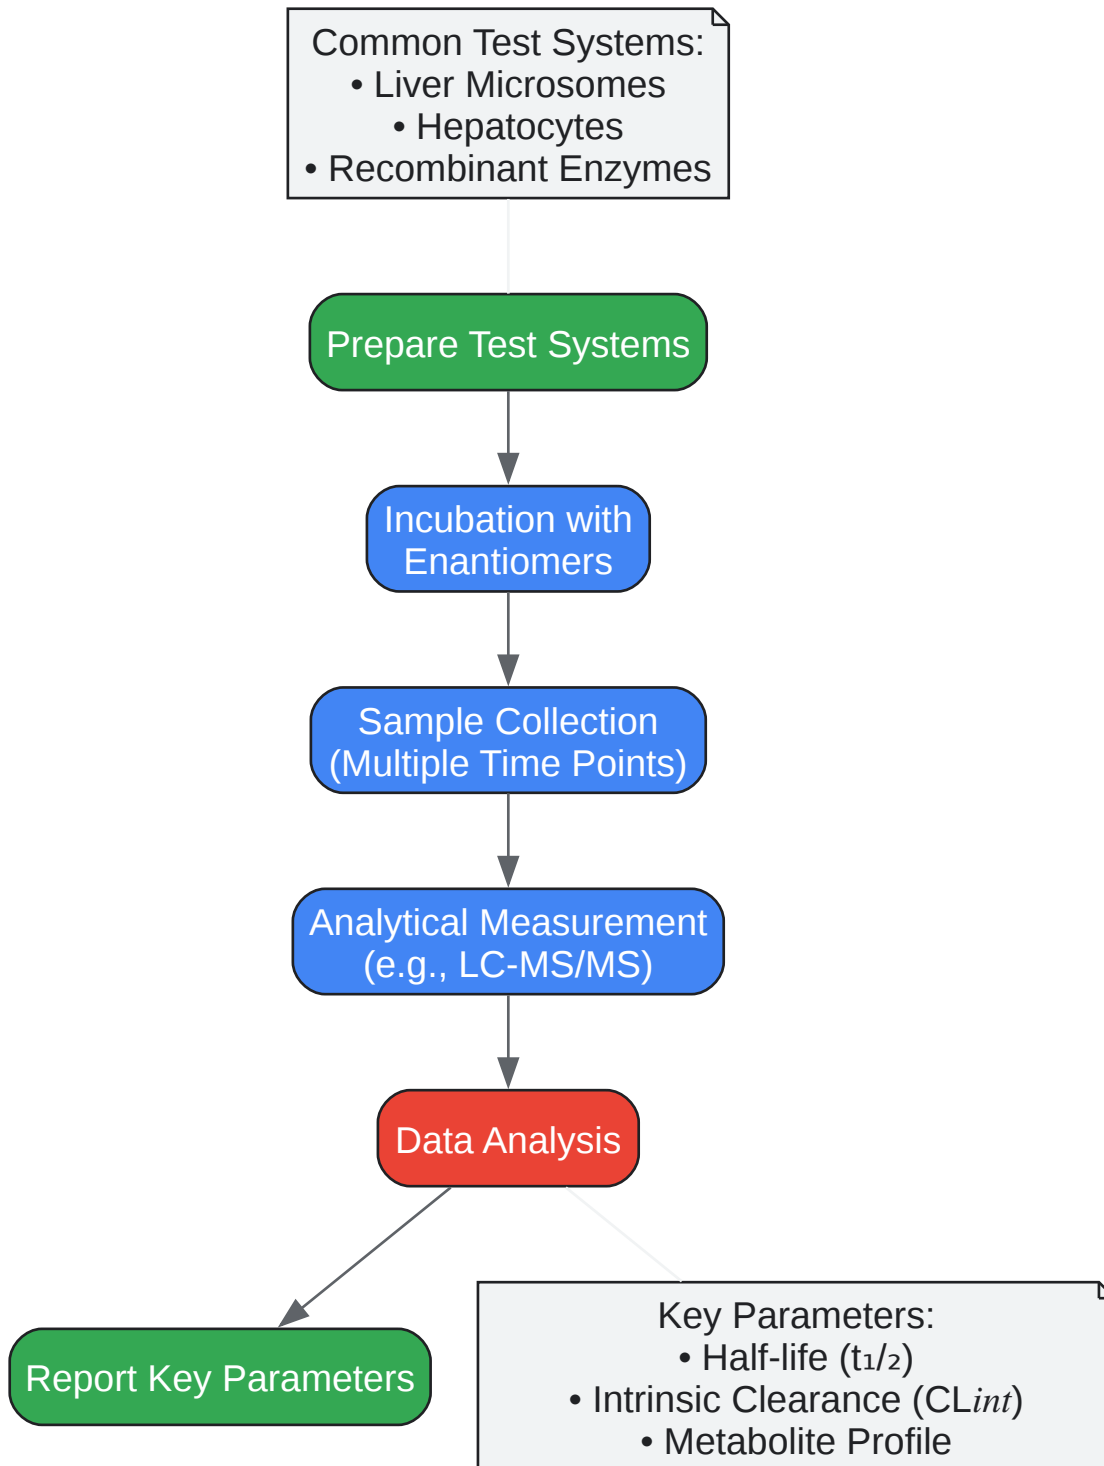 Common Test Systems:
• Liver Microsomes
• Hepatocytes
• Recombinant Enzymes
Prepare Test Systems
Incubation with
Enantiomers
Sample Collection
(Multiple Time Points)
Analytical Measurement
(e.g., LC-MS/MS)
Data Analysis
Report Key Parameters
Key Parameters:
• Half-life (t₁/₂)
• Intrinsic Clearance (CL𝑖𝑛𝑡)
• Metabolite Profile